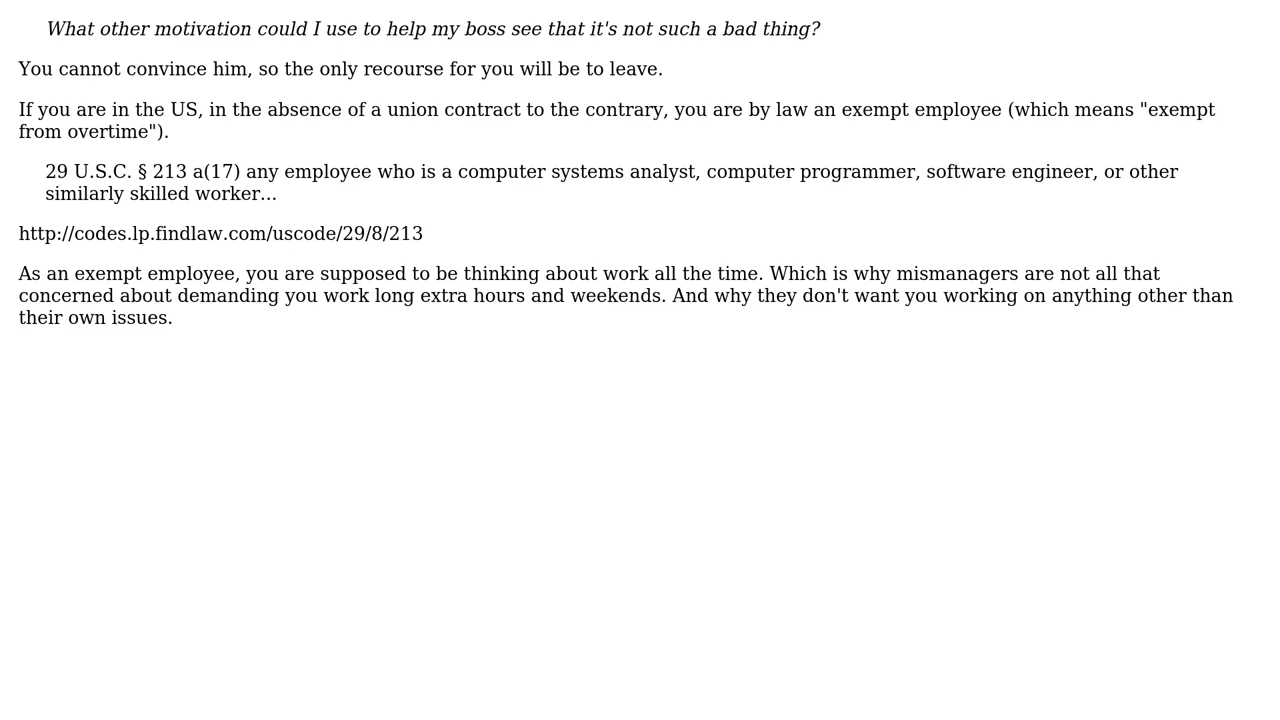 What other motivation could I use to help my boss see that it's not such a bad thing?
You cannot convince him, so the only recourse for you will be to leave.
If you are in the US, in the absence of a union contract to the contrary, you are by law an exempt employee (which means "exempt
from overtime").
29 U.S.C. § 213 a(17) any employee who is a computer systems analyst, computer programmer, software engineer, or other
similarly skilled worker...
http://codes.lp.findlaw.com/uscode/29/8/213
As an exempt employee, you are supposed to be thinking about work all the time. Which is why mismanagers are not all that
concerned about demanding you work long extra hours and weekends. And why they don't want you working on anything other than
their own issues.